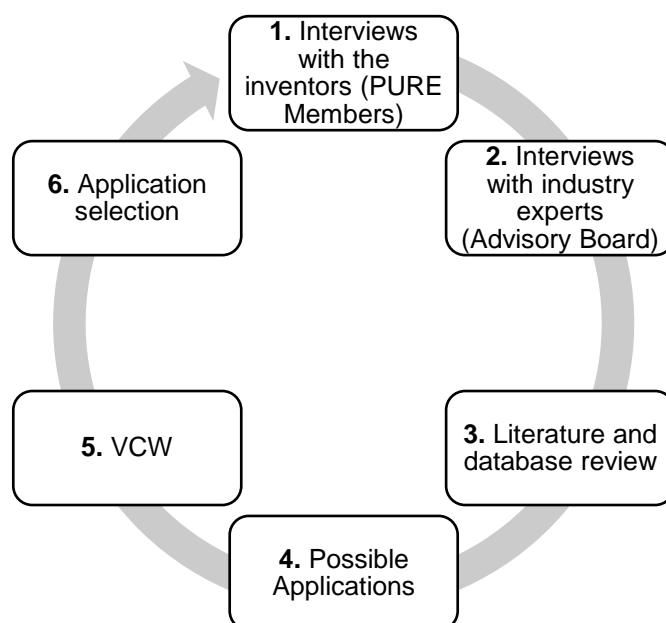 1. Interviews
with the
inventors (PURE
Members)
2. Interviews
with industry
experts
(Advisory Board)
3. Literature and
database review
4. Possible
Applications
5. VCW
6. Application
selection